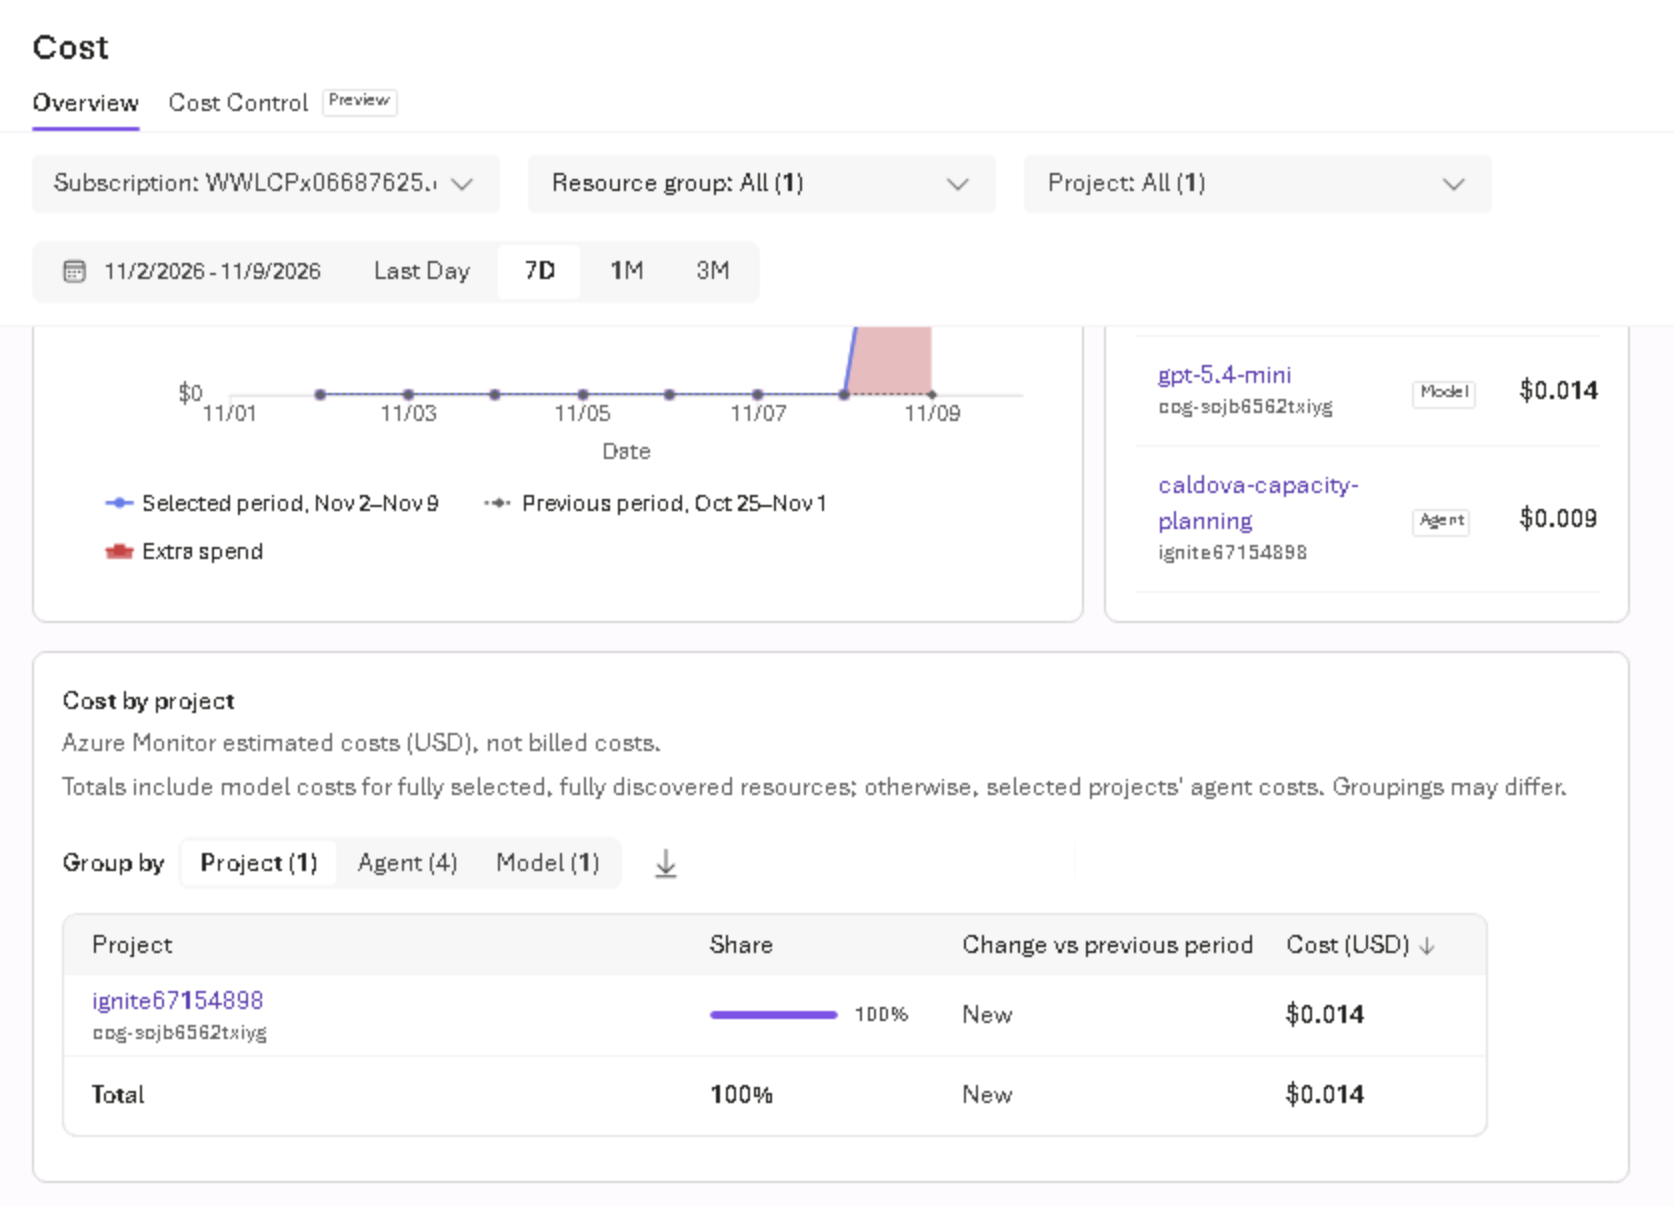 Cost
Overview Cost Control Preview
Subscription: WWLCPx06687625. Resource group: All (1) Project: All (1)
11/2/2026 - 11/9/2026 Last Day 7D 1M 3M
$0
11/01 11/03 11/05 11/07 11/09
Date
Selected period, Nov 2–Nov 9 Previous period, Oct 25–Nov 1
Extra spend
gpt-5.4-mini Model $0.014
cog-sojb6562txiyg
caldova-capacity-
planning Agent $0.009
ignite67154898
Cost by project
Azure Monitor estimated costs (USD), not billed costs.
Totals include model costs for fully selected, fully discovered resources; otherwise, selected projects' agent costs. Groupings may differ.
Group by Project (1) Agent (4) Model (1)
Project Share Change vs previous period Cost (USD)
ignite67154898 100% New $0.014
cog-sojb6562txiyg
Total 100% New $0.014